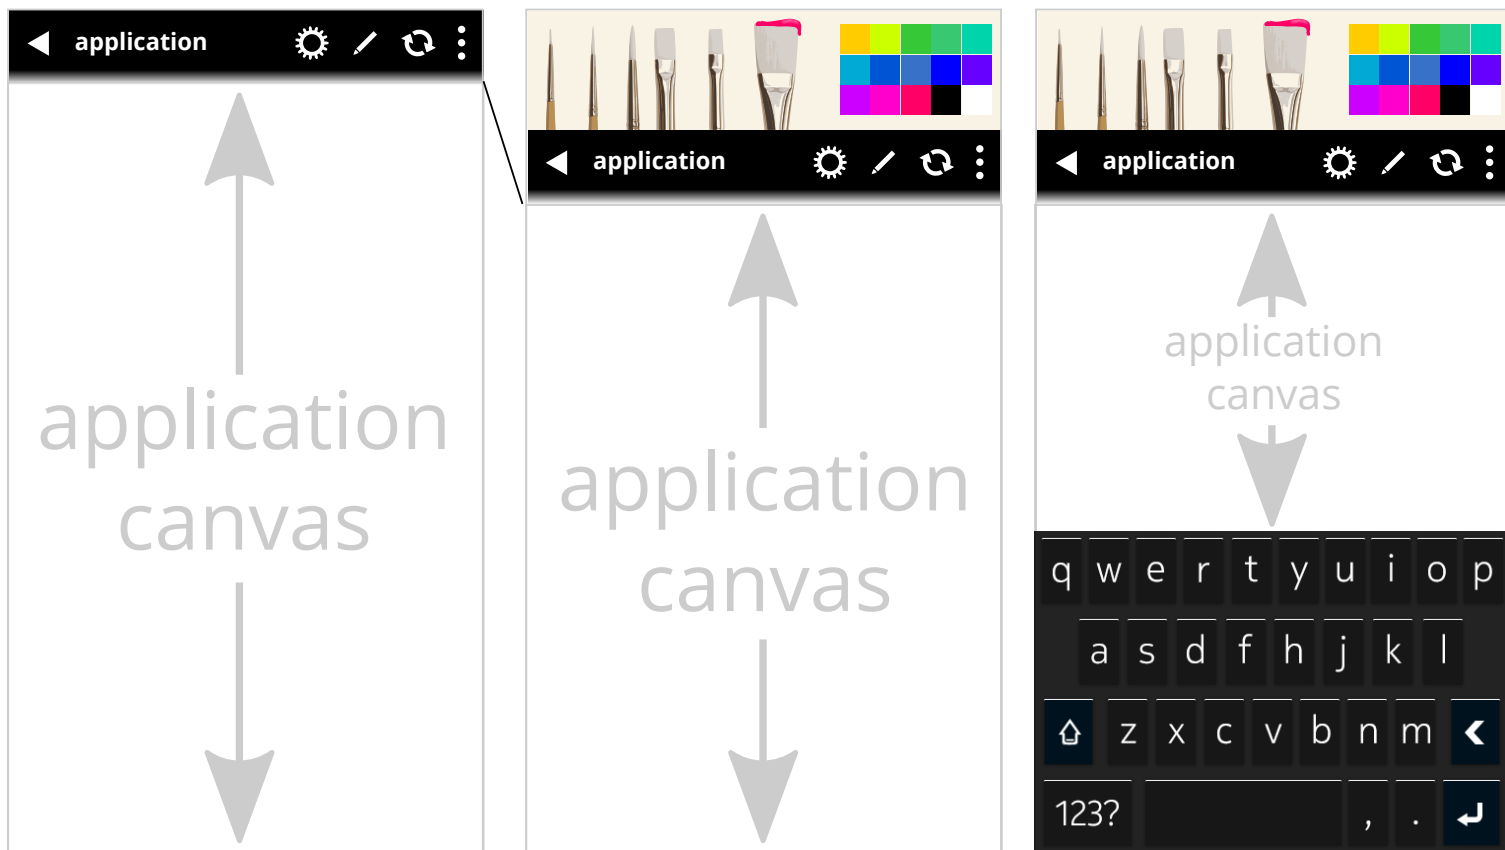 application
application
canvas
application
application
canvas
application
application
canvas
q w e r t y u i o p
a s d f h j k l
z x c v b n m
123? , .